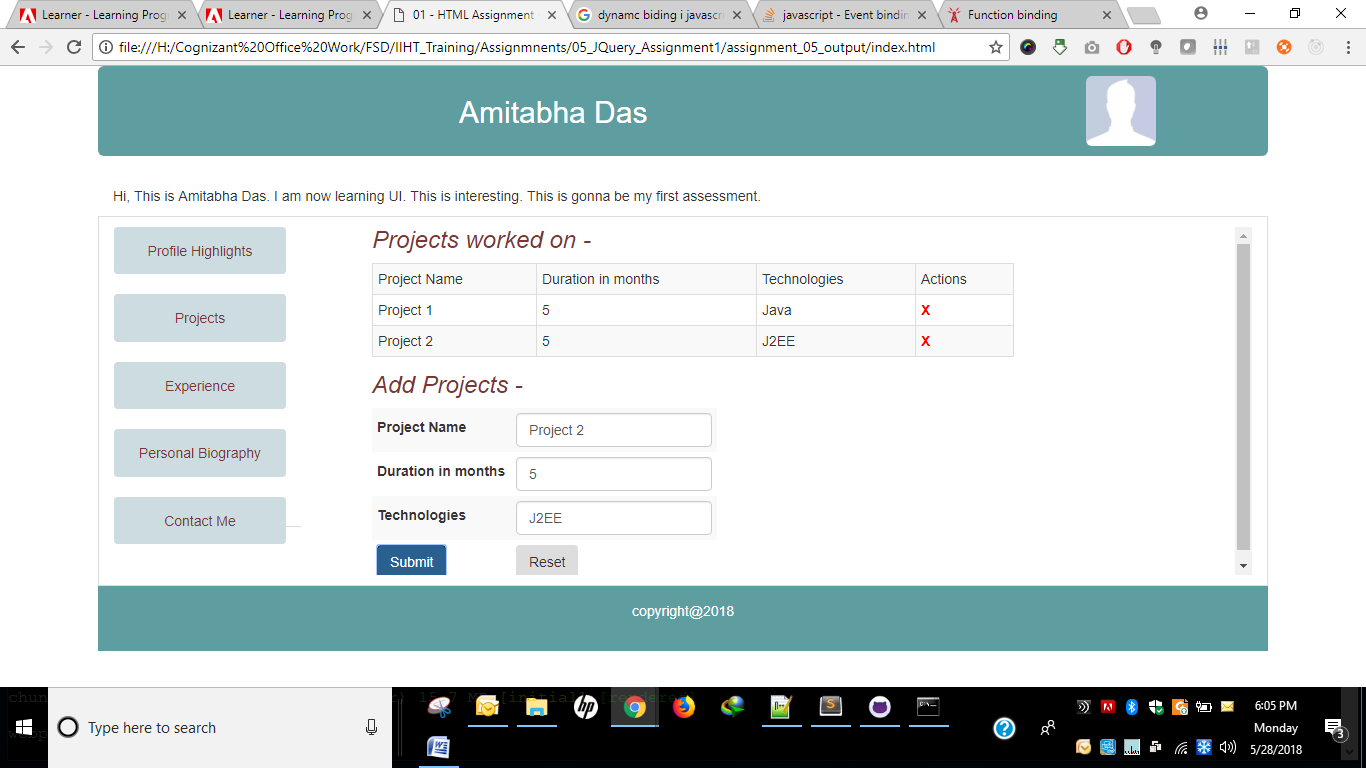 Learner - Learning Prog
Learner - Learning Prog
01 - HTML Assignment
dynamc biding i javascri
javascript - Event bindin
Function binding
file:///H:/Cognizant%20Office%20Work/FSD/IIHT_Training/Assignmnents/05_JQuery_Assignment1/assignment_05_output/index.html
Amitabha Das
Hi, This is Amitabha Das. I am now learning UI. This is interesting. This is gonna be my first assessment.
Profile Highlights
Projects
Experience
Personal Biography
Contact Me
Projects worked on -
Project Name Duration in months Technologies Actions
Project 1 5 Java X
Project 2 5 J2EE X
Add Projects -
Project Name Project 2
Duration in months 5
Technologies J2EE
Submit Reset
copyright@2018
Type here to search
6:05 PM
Monday
5/28/2018
3